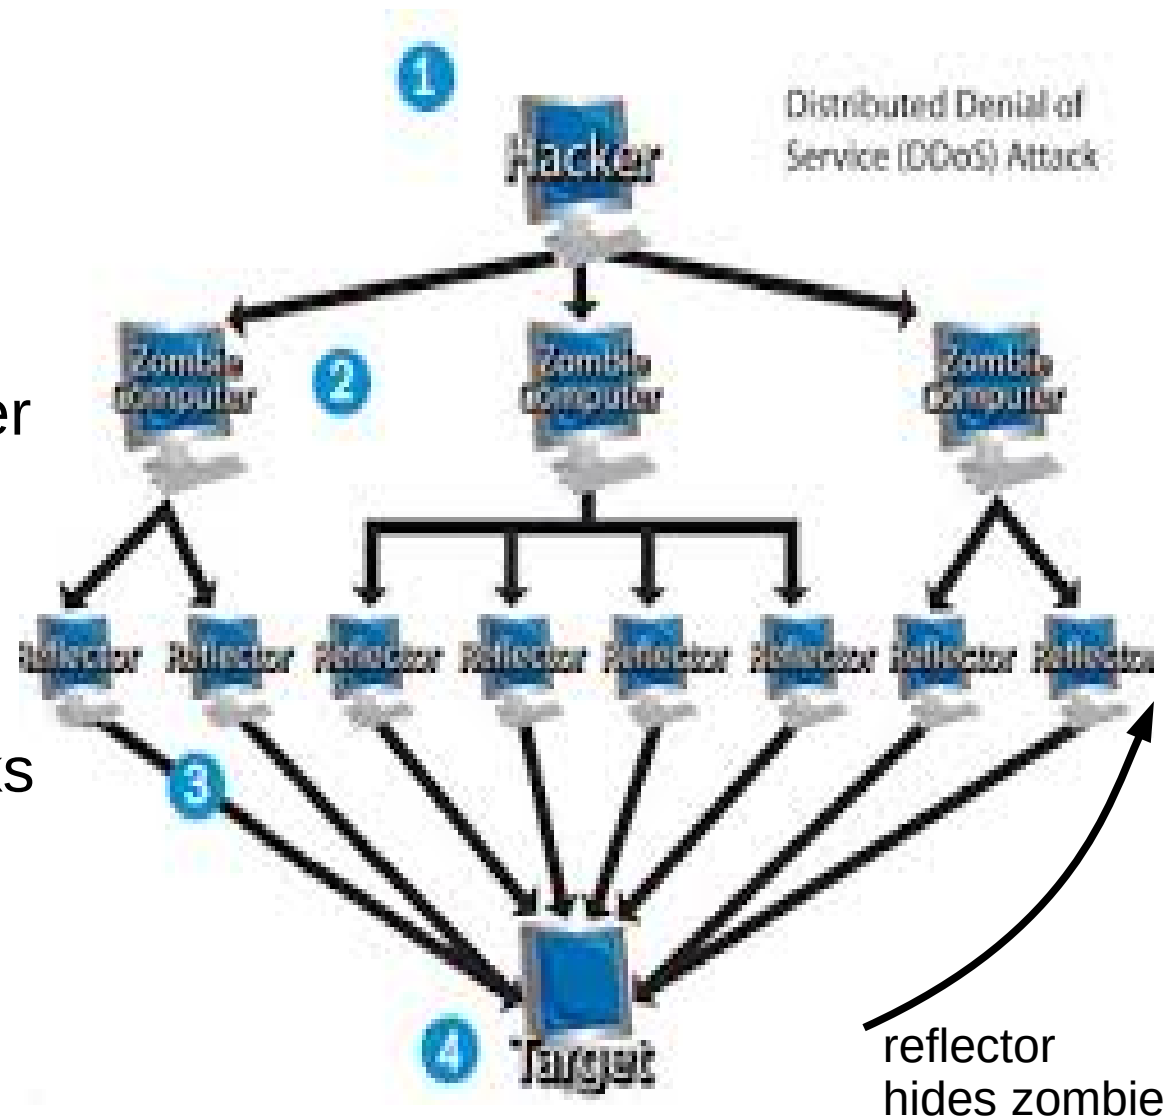 1
Hacker
Distributed Denial of
Service (DDoS) Attack
Zombie
Computer
2
Zombie
Computer
Zombie
Computer
er
Reflector Reflector Reflector Reflector Reflector Reflector Reflector Reflector
ks
3
4
Target
reflector
hides zombie